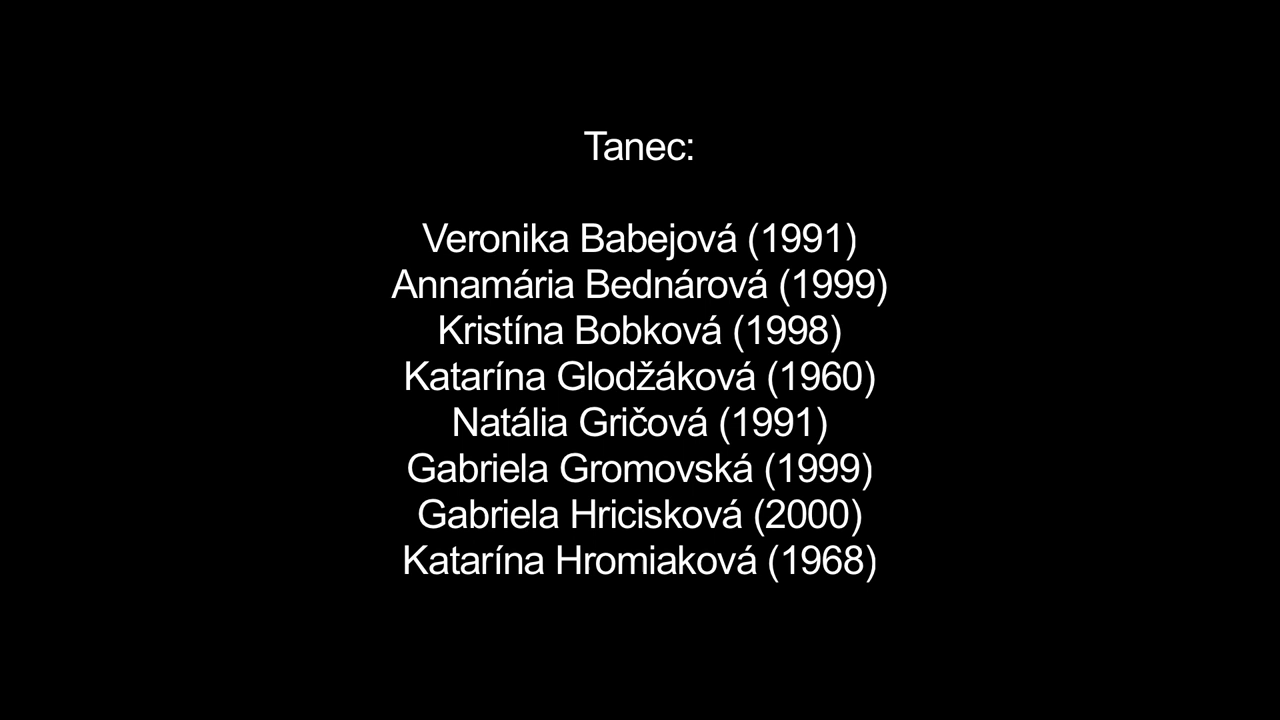 Tanec:
Veronika Babejová (1991)
Annamária Bednárová (1999)
Kristína Bobková (1998)
Katarína Glodžáková (1960)
Natália Gričová (1991)
Gabriela Gromovská (1999)
Gabriela Hricisková (2000)
Katarína Hromiaková (1968)